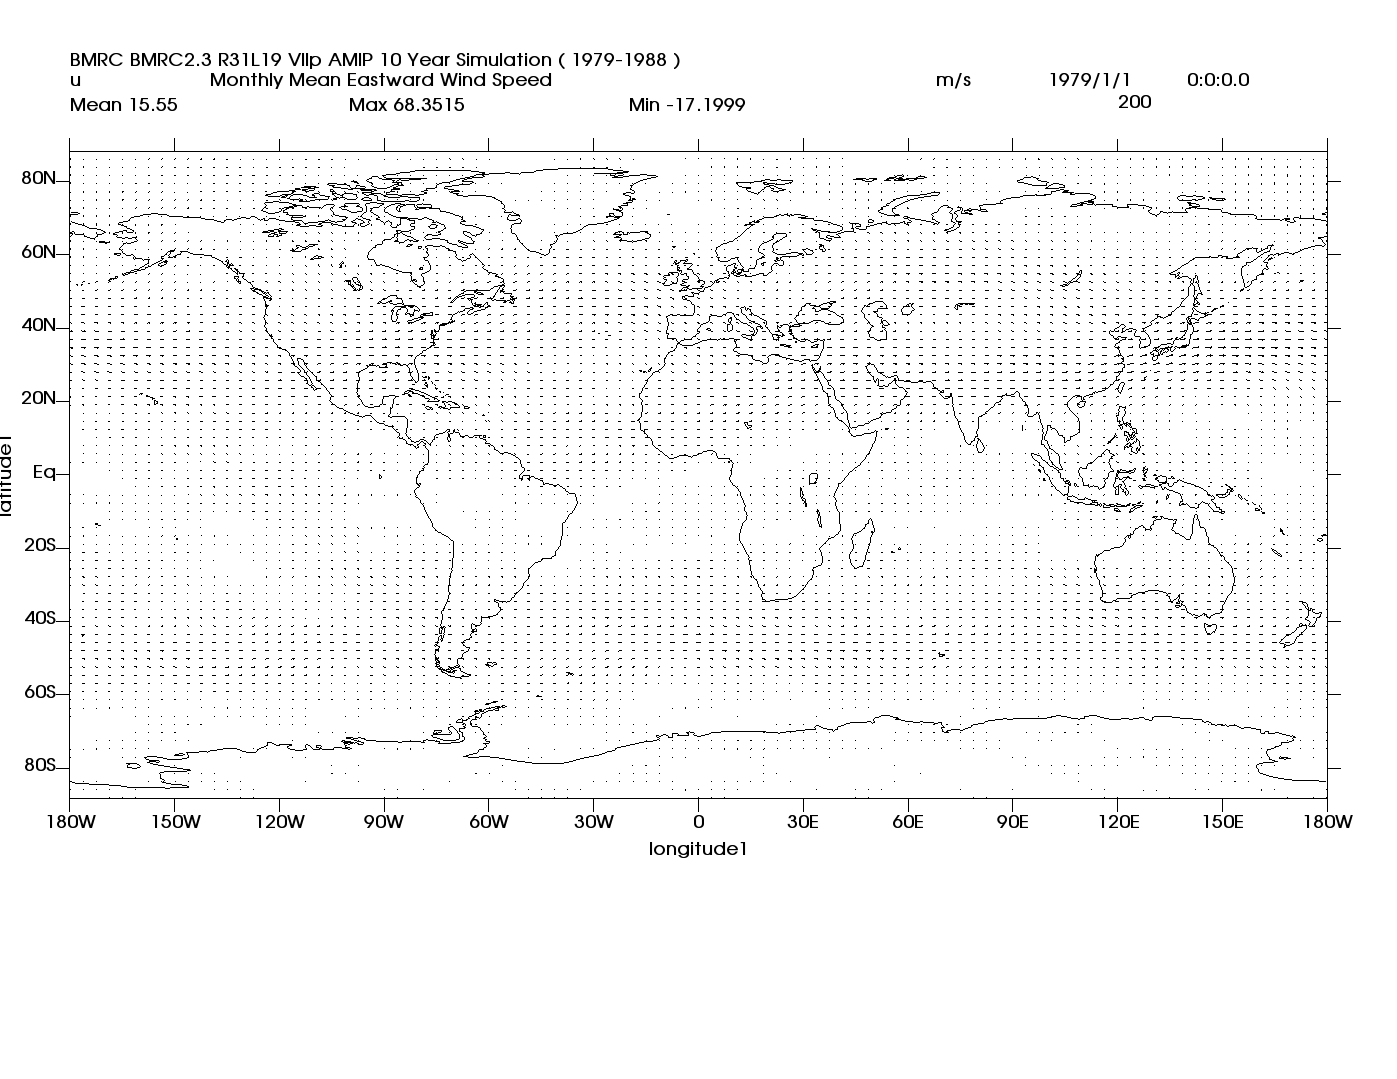 BMRC BMRC2.3 R31L19 VIIp AMIP 10 Year Simulation ( 1979-1988 )
u Monthly Mean Eastward Wind Speed m/s 1979/1/1 0:0:0.0
Mean 15.55 Max 68.3515 Min -17.1999 200
80N
60N
40N
20N
Eq
20S
40S
60S
80S
latitude1
180W 150W 120W 90W 60W 30W 0 30E 60E 90E 120E 150E 180W
longitude1